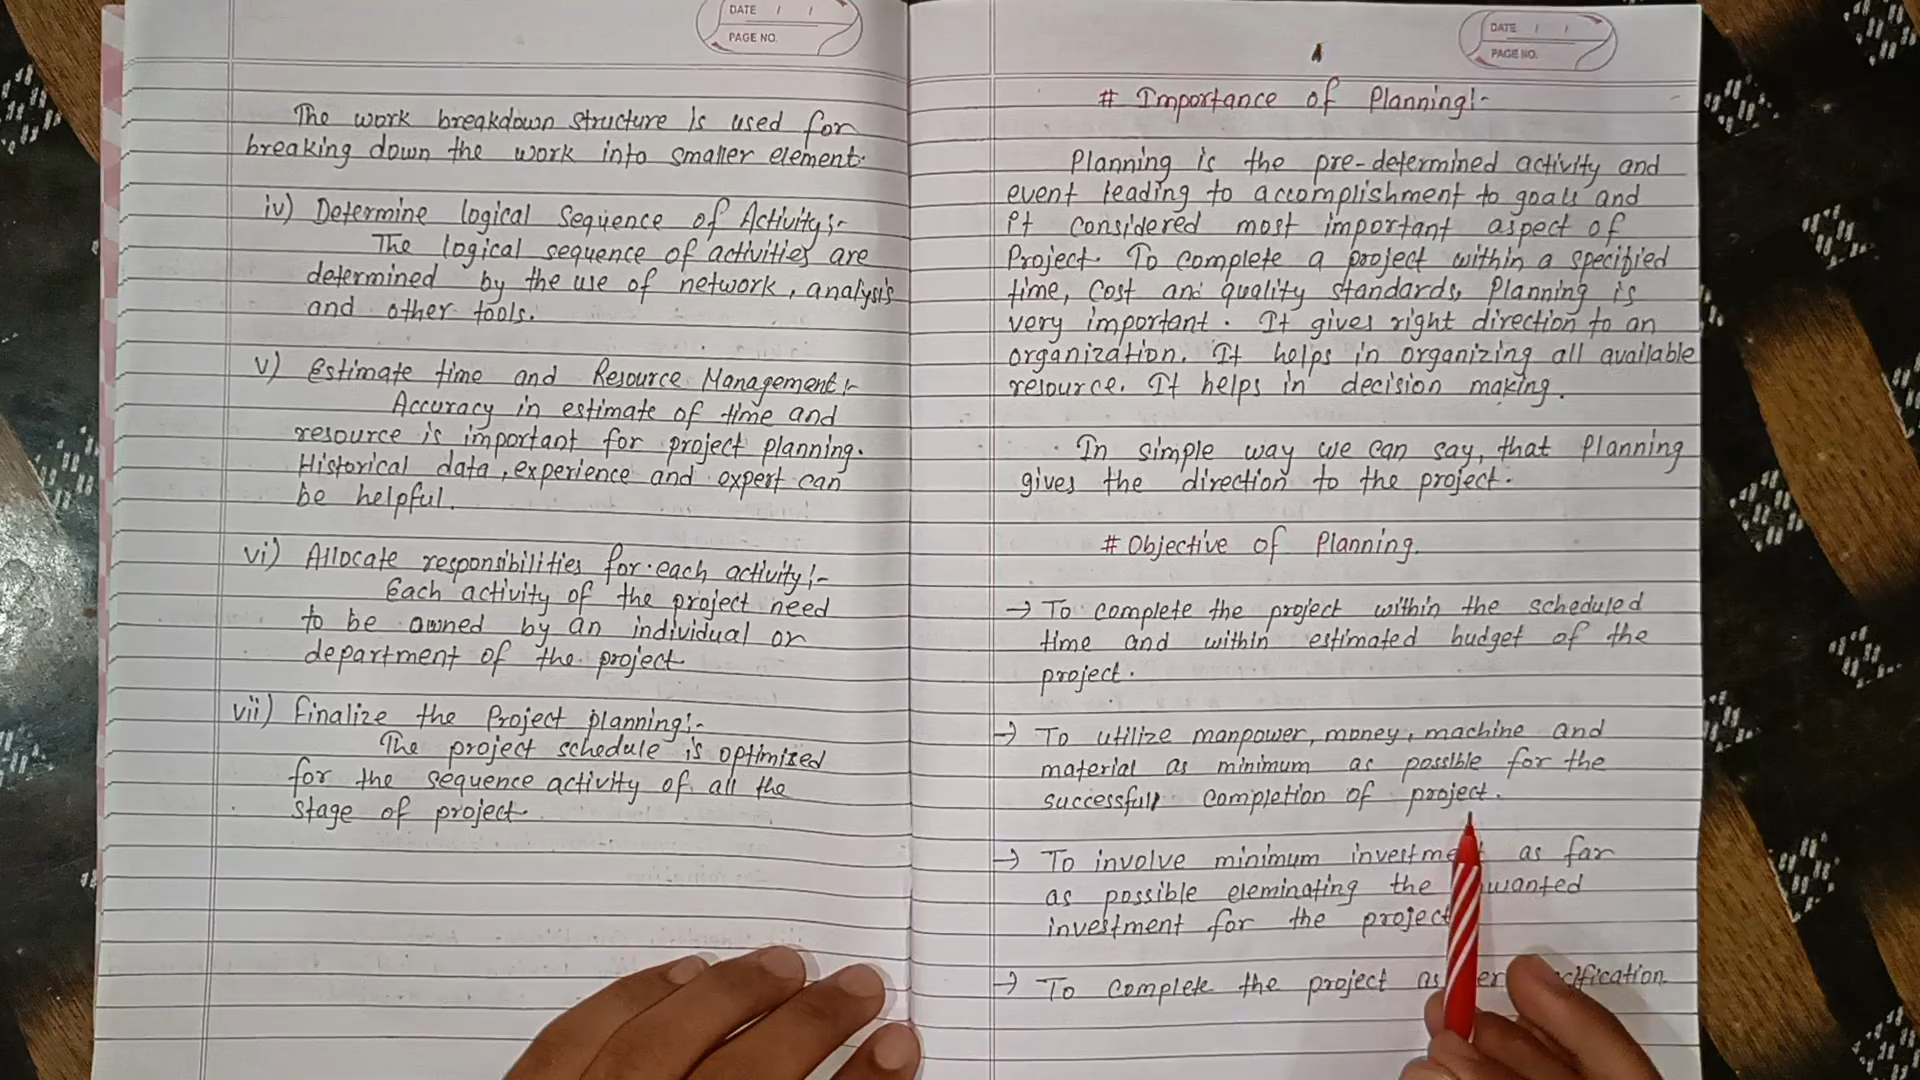 DATE / /
PAGE NO.
The work breakdown structure is used for
breaking down the work into smaller element.
iv) Determine logical Sequence of Activity:-
The logical sequence of activities are
determined by the use of network, analysis
and other tools.
v) Estimate time and Resource Management:-
Accuracy in estimate of time and
resource is important for project planning.
Historical data, experience and expert can
be helpful.
vi) Allocate responsibilities for each activity:-
Each activity of the project need
to be owned by an individual or
department of the project
vii) Finalize the Project planning:-
The project schedule is optimized
for the sequence activity of all the
stage of project
DATE / /
PAGE NO.
# Importance of Planning:-
Planning is the pre-determined activity and
event leading to accomplishment to goals and
it considered most important aspect of
Project. To complete a project within a specified
time, cost and quality standards, Planning is
very important. It gives right direction to an
organization. It helps in organizing all available
resource. It helps in decision making.
In simple way we can say, that Planning
gives the direction to the project.
# Objective of Planning.
→ To complete the project within the scheduled
time and within estimated budget of the
project.
→ To utilize manpower, money, machine and
material as minimum as possible for the
successful completion of project.
→ To involve minimum as far
as possible eleminating the
investment for the project
→ To complete the project as